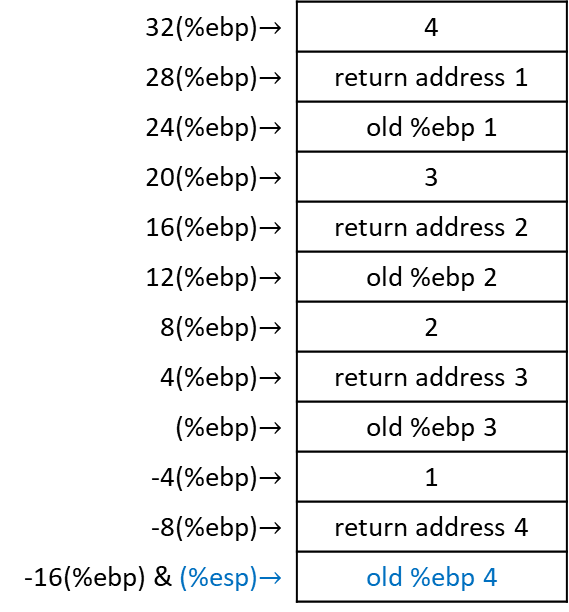 32(%ebp)→ 4
28(%ebp)→ return address 1
24(%ebp)→ old %ebp 1
20(%ebp)→ 3
16(%ebp)→ return address 2
12(%ebp)→ old %ebp 2
8(%ebp)→ 2
4(%ebp)→ return address 3
(%ebp)→ old %ebp 3
-4(%ebp)→ 1
-8(%ebp)→ return address 4
-16(%ebp) & (%esp)→ old %ebp 4